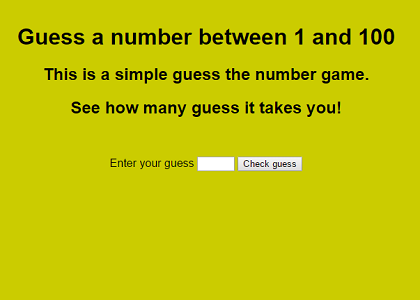 Guess a number between 1 and 100
This is a simple guess the number game.
See how many guess it takes you!
Enter your guess Check guess